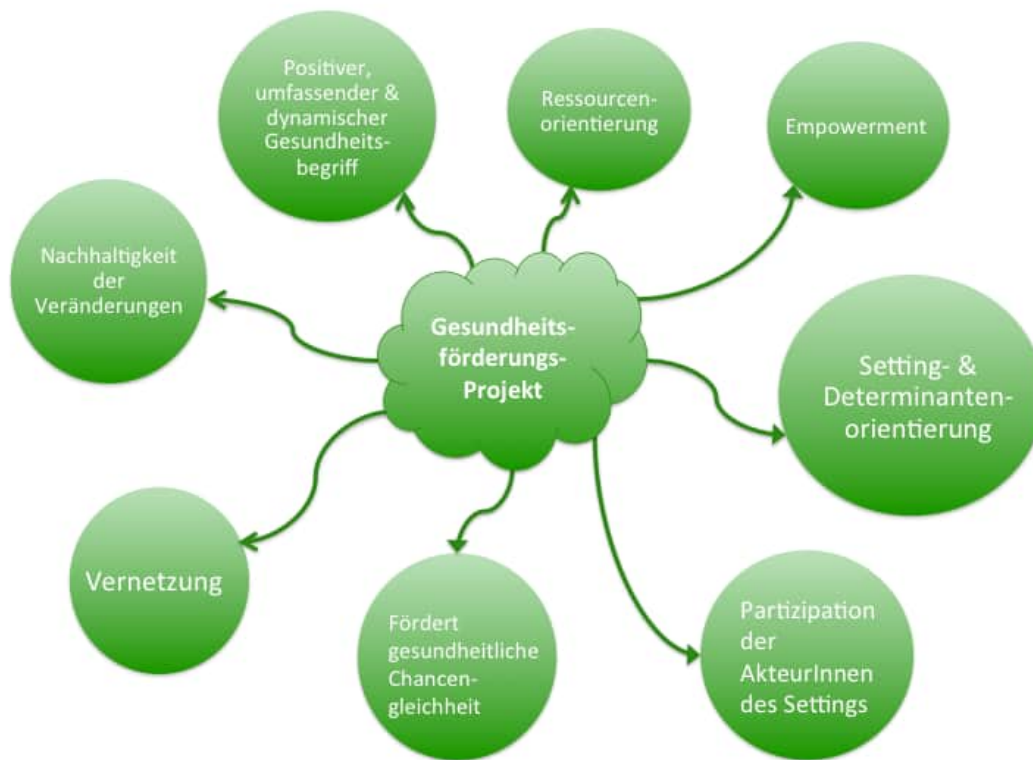 Positiver,
umfassender &
dynamischer
Gesundheits-
begriff
Ressourcen-
orientierung
Empowerment
Nachhaltigkeit
der
Veränderungen
Gesundheits-
förderungs-
Projekt
Setting- &
Determinanten-
orientierung
Vernetzung
Fördert
gesundheitliche
Chancen-
gleichheit
Partizipation
der
AkteurInnen
des Settings